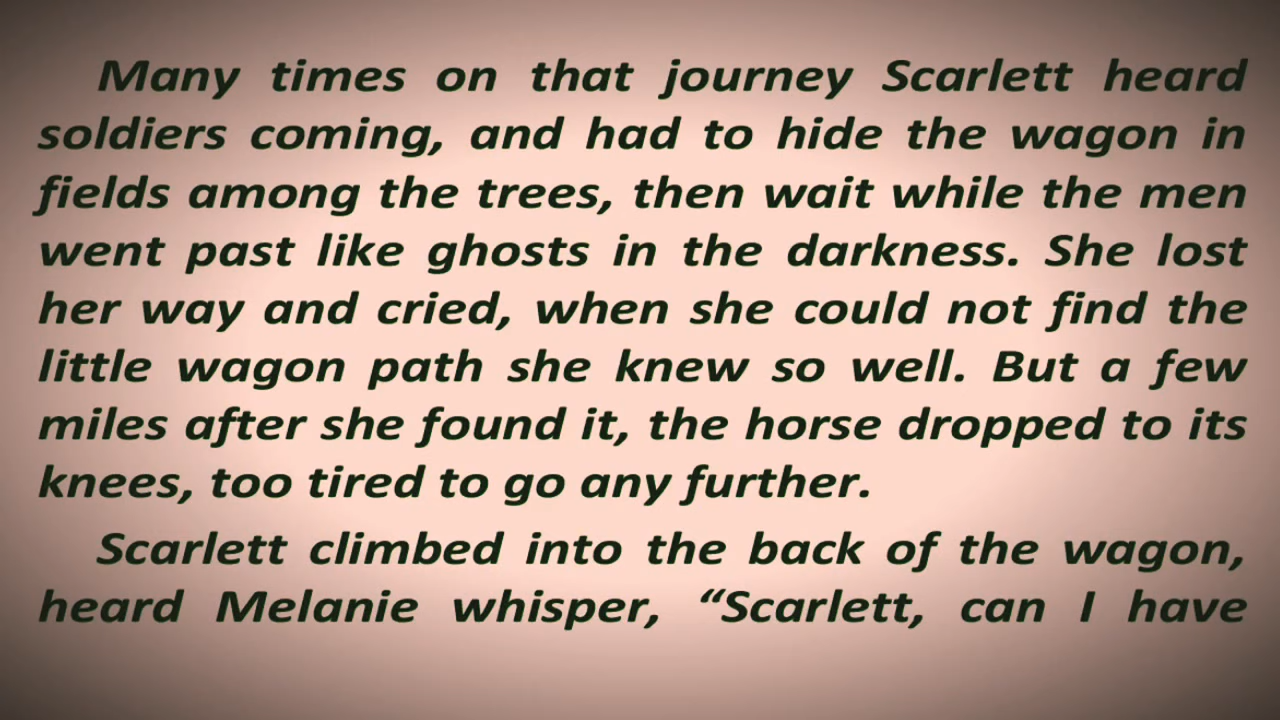 Many times on that journey Scarlett heard
soldiers coming, and had to hide the wagon in
fields among the trees, then wait while the men
went past like ghosts in the darkness. She lost
her way and cried, when she could not find the
little wagon path she knew so well. But a few
miles after she found it, the horse dropped to its
knees, too tired to go any further.
Scarlett climbed into the back of the wagon,
heard Melanie whisper, “Scarlett, can I have